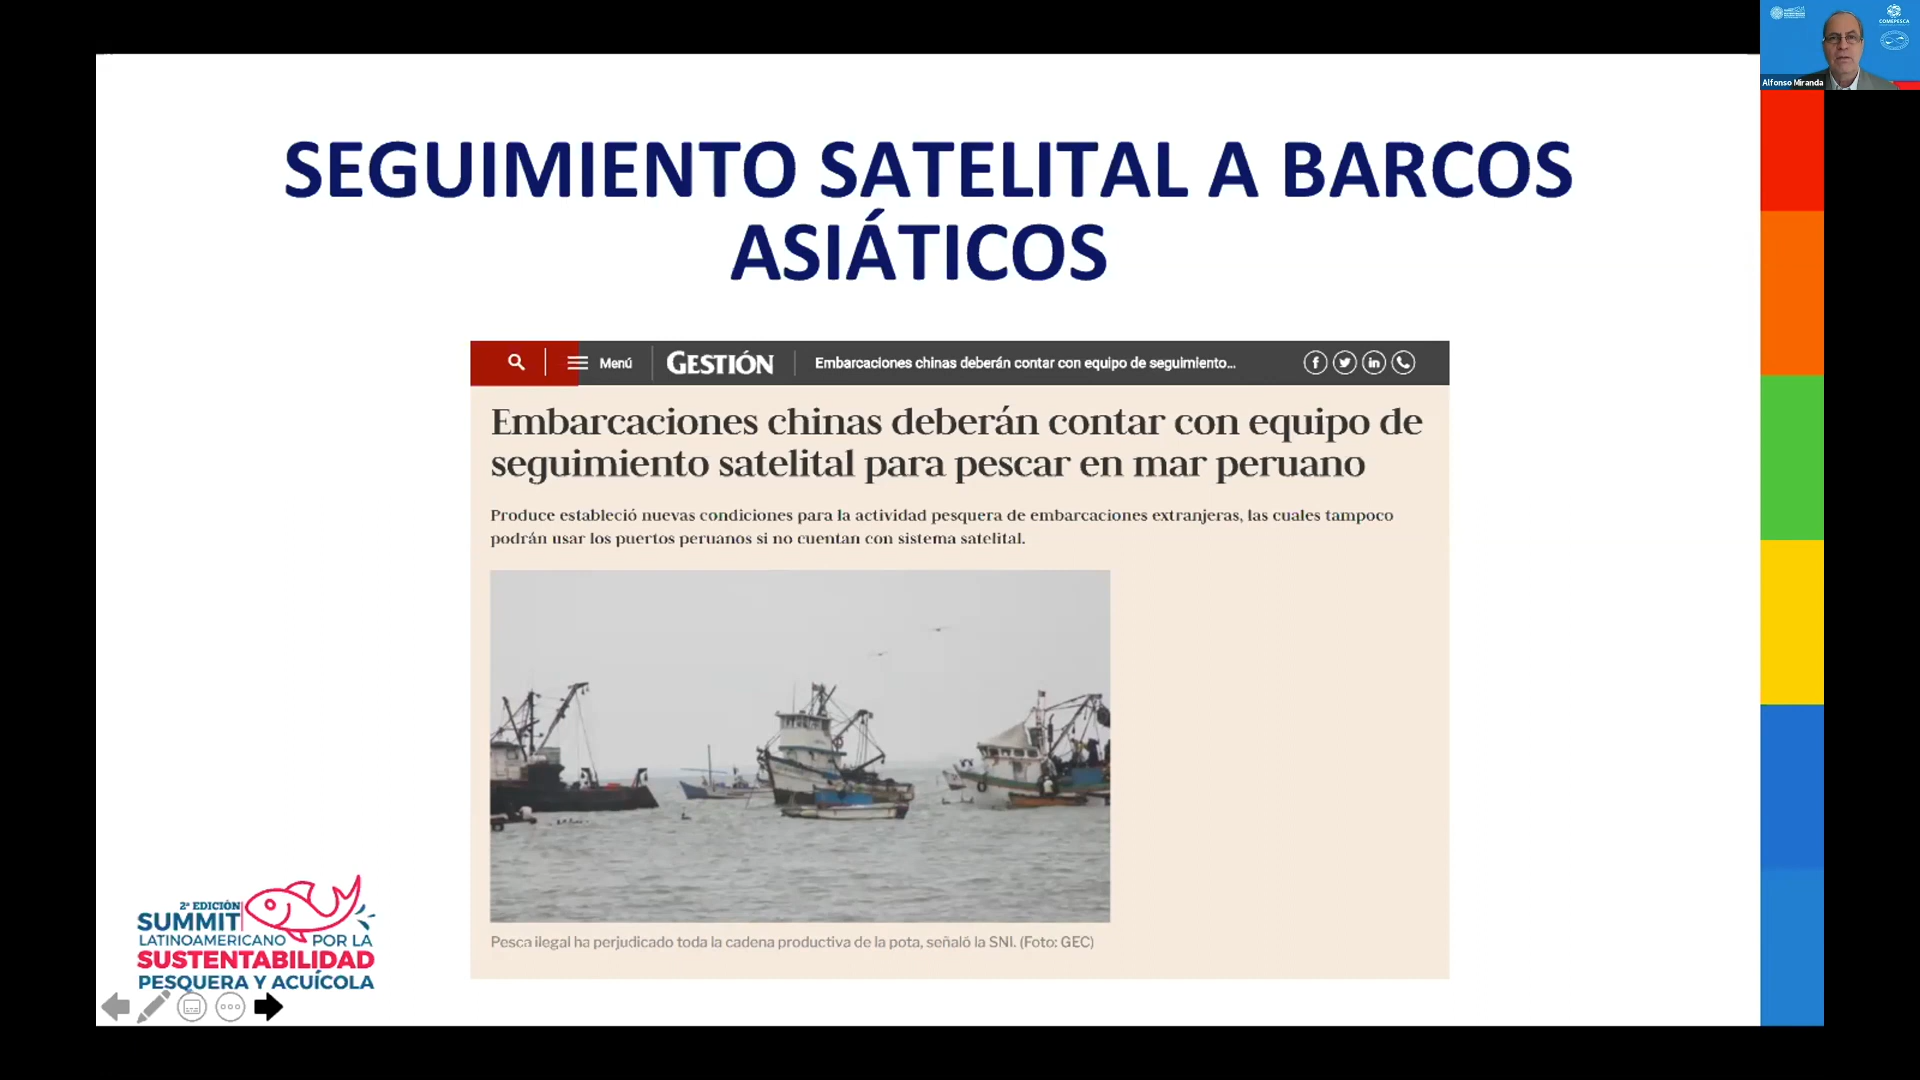 COMEPESCA
Alfonso Miranda
SEGUIMIENTO SATELITAL A BARCOS
ASIÁTICOS
Menú
GESTIÓN
Embarcaciones chinas deberán contar con equipo de seguimiento...
Embarcaciones chinas deberán contar con equipo de
seguimiento satelital para pescar en mar peruano
Produce estableció nuevas condiciones para la actividad pesquera de embarcaciones extranjeras, las cuales tampoco
podrán usar los puertos peruanos si no cuentan con sistema satelital.
Pesca ilegal ha perjudicado toda la cadena productiva de la pota, señaló la SNI. (Foto: GEC)
2ª EDICIÓN
SUMMIT
LATINOAMERICANO POR LA
SUSTENTABILIDAD
PESQUERA Y ACUÍCOLA